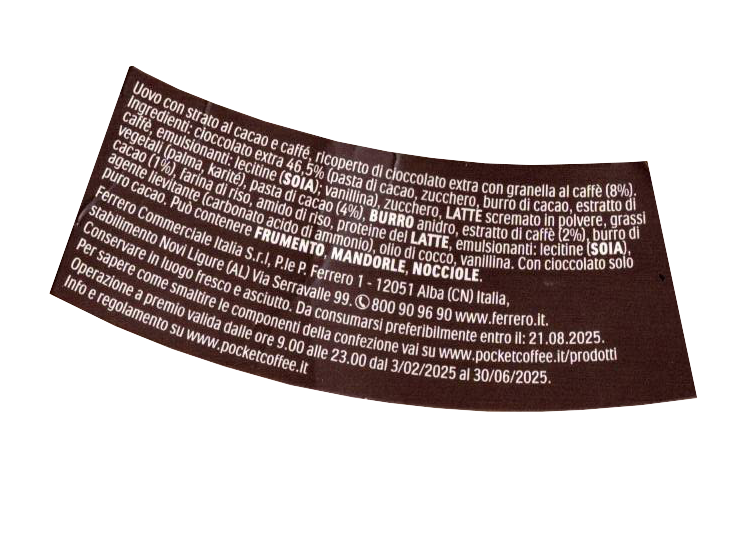 Uovo con strato al cacao e caffè, ricoperto di cioccolato extra con granella al caffè (8%).
Ingredienti: cioccolato extra 46,5% (pasta di cacao, zucchero, burro di cacao, estratto di
caffè, emulsionanti: lecitine (SOIA); vanillina), zucchero, LATTE scremato in polvere, grassi
vegetali (palma, karité), pasta di cacao (4%), BURRO anidro, estratto di caffè (2%), burro di
cacao (1%), farina di riso, amido di riso, proteine del LATTE, emulsionanti: lecitine (SOIA),
agente lievitante (carbonato acido di ammonio), olio di cocco, vanillina. Con cioccolato solo
puro cacao. Può contenere FRUMENTO, MANDORLE, NOCCIOLE.
Ferrero Commerciale Italia S.r.l, P.le P. Ferrero 1 - 12051 Alba (CN) Italia,
stabilimento Novi Ligure (AL) Via Serravalle 99. 800 90 96 90 www.ferrero.it.
Conservare in luogo fresco e asciutto. Da consumarsi preferibilmente entro il: 21.08.2025.
Per sapere come smaltire le componenti della confezione vai su www.pocketcoffee.it/prodotti
Operazione a premio valida dalle ore 9.00 alle 23.00 dal 3/02/2025 al 30/06/2025.
Info e regolamento su www.pocketcoffee.it